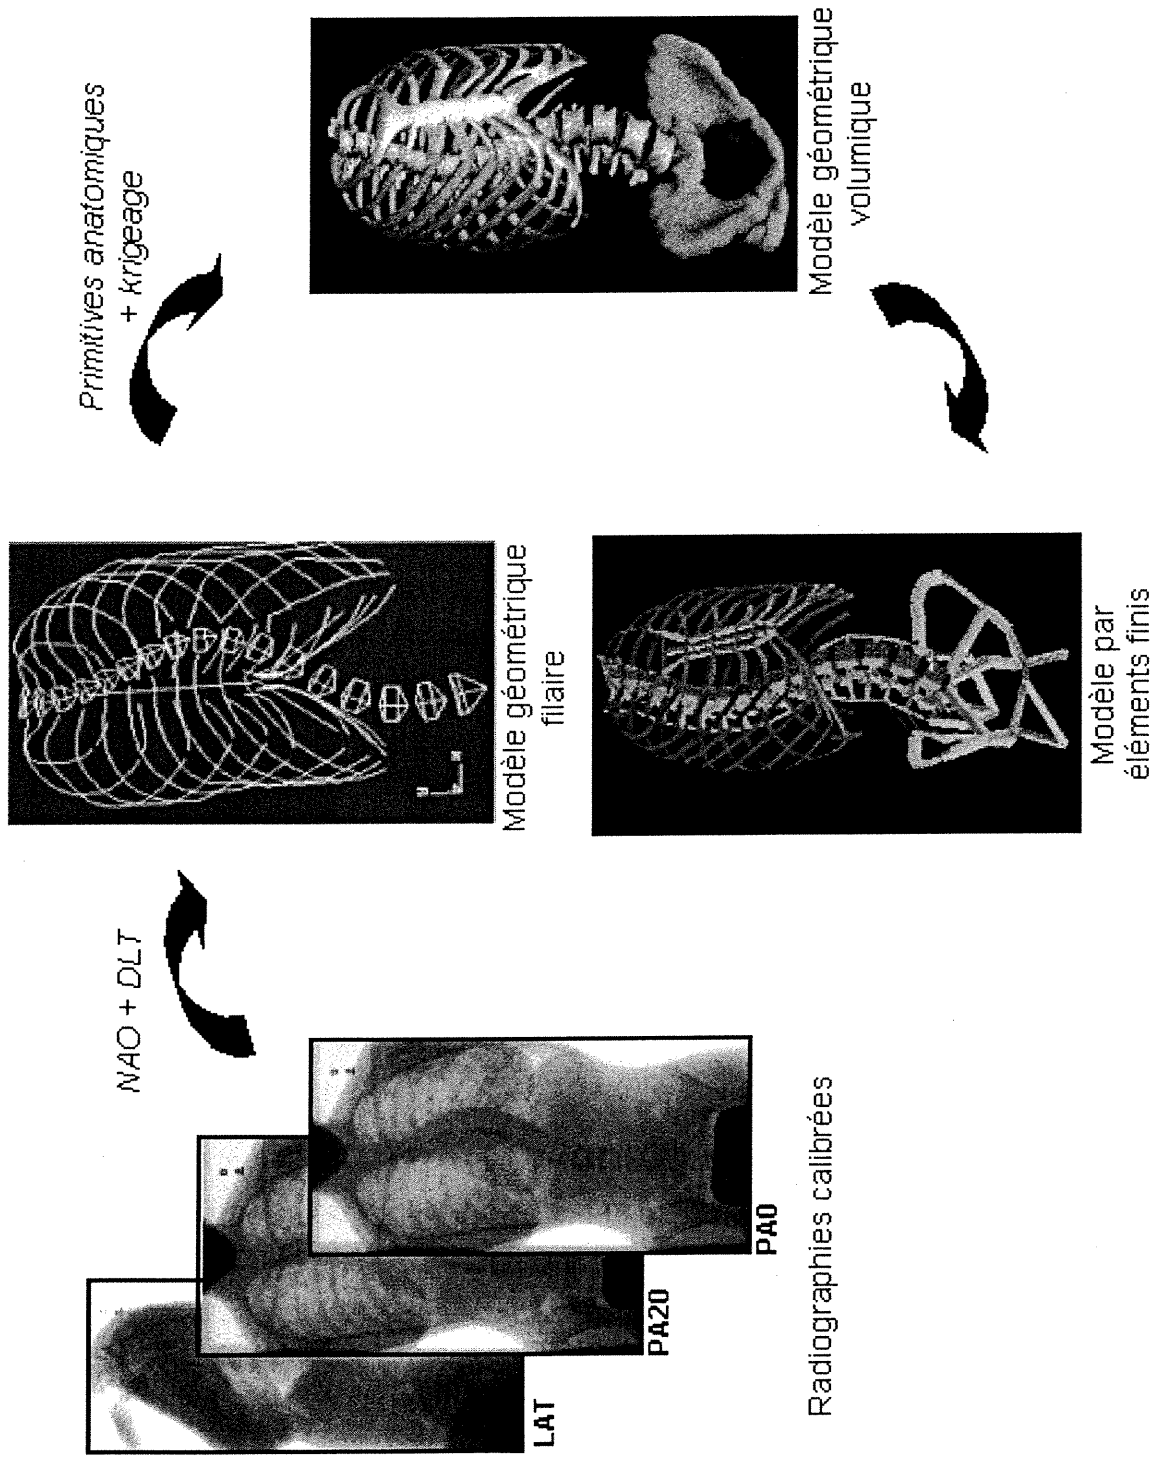 LAT
PA20
PA0
Radiographies calibrées
NAO + DLT
Modèle géométrique
filaire
Primitives anatomiques
+ krigeage
Modèle géométrique
volumique
Modèle par
éléments finis